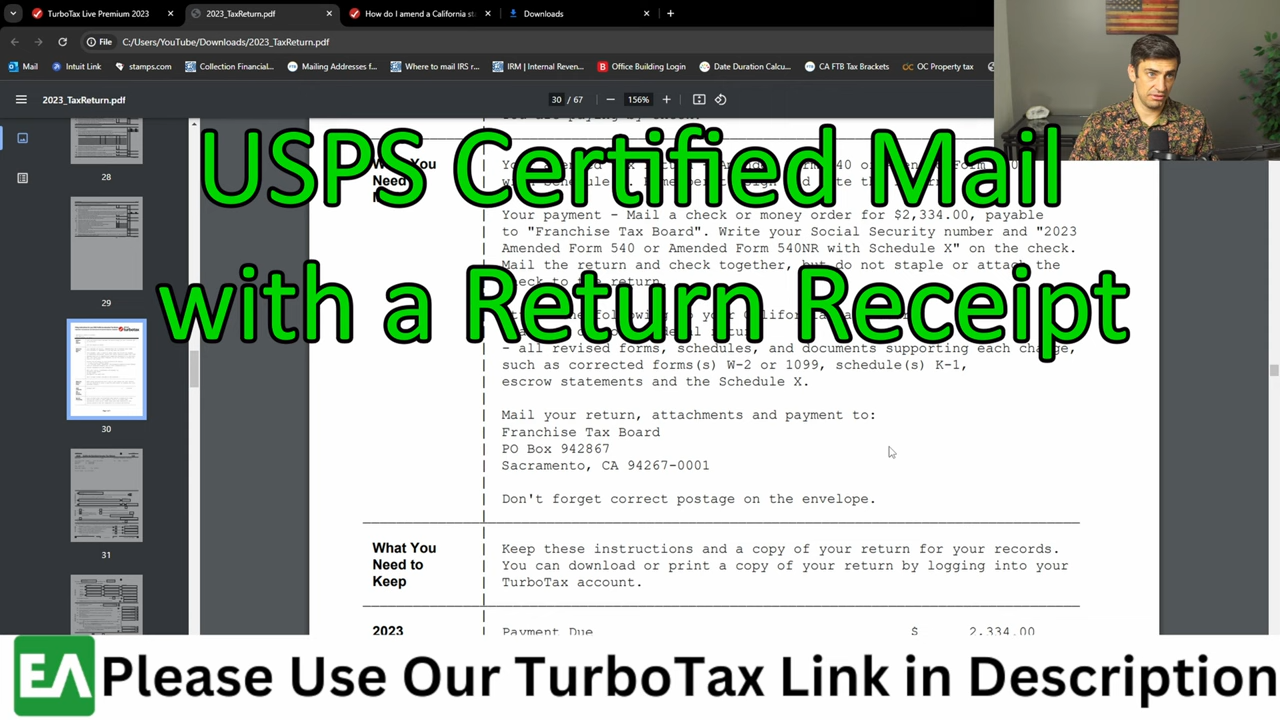 TurboTax Live Premium 2023
2023_TaxReturn.pdf
How do I amend a California st
Downloads
File
C:/Users/YouTube/Downloads/2023_TaxReturn.pdf
Mail
Intuit Link
stamps.com
Collection Financial...
Mailing Addresses f...
Where to mail IRS r...
IRM | Internal Reven...
Office Building Login
Date Duration Calcu...
CA FTB Tax Brackets
OC Property tax
2023_TaxReturn.pdf
30 / 67
156%
28
29
30
31
USPS Certified Mail
with a Return Receipt
What You
Need
Your payment - Mail a check or money order for $2,334.00, payable
to "Franchise Tax Board". Write your Social Security number and "2023
Amended Form 540 or Amended Form 540NR with Schedule X" on the check.
Mail the return and check together, but do not staple or attach the
check to the return.
- all revised forms, schedules, and documents supporting each change,
such as corrected forms(s) W-2 or 1099, schedule(s) K-1,
escrow statements and the Schedule X.
Mail your return, attachments and payment to:
Franchise Tax Board
PO Box 942867
Sacramento, CA 94267-0001
Don't forget correct postage on the envelope.
What You
Need to
Keep
Keep these instructions and a copy of your return for your records.
You can download or print a copy of your return by logging into your
TurboTax account.
2023
Payment Due
$ 2,334.00
EA
Please Use Our TurboTax Link in Description